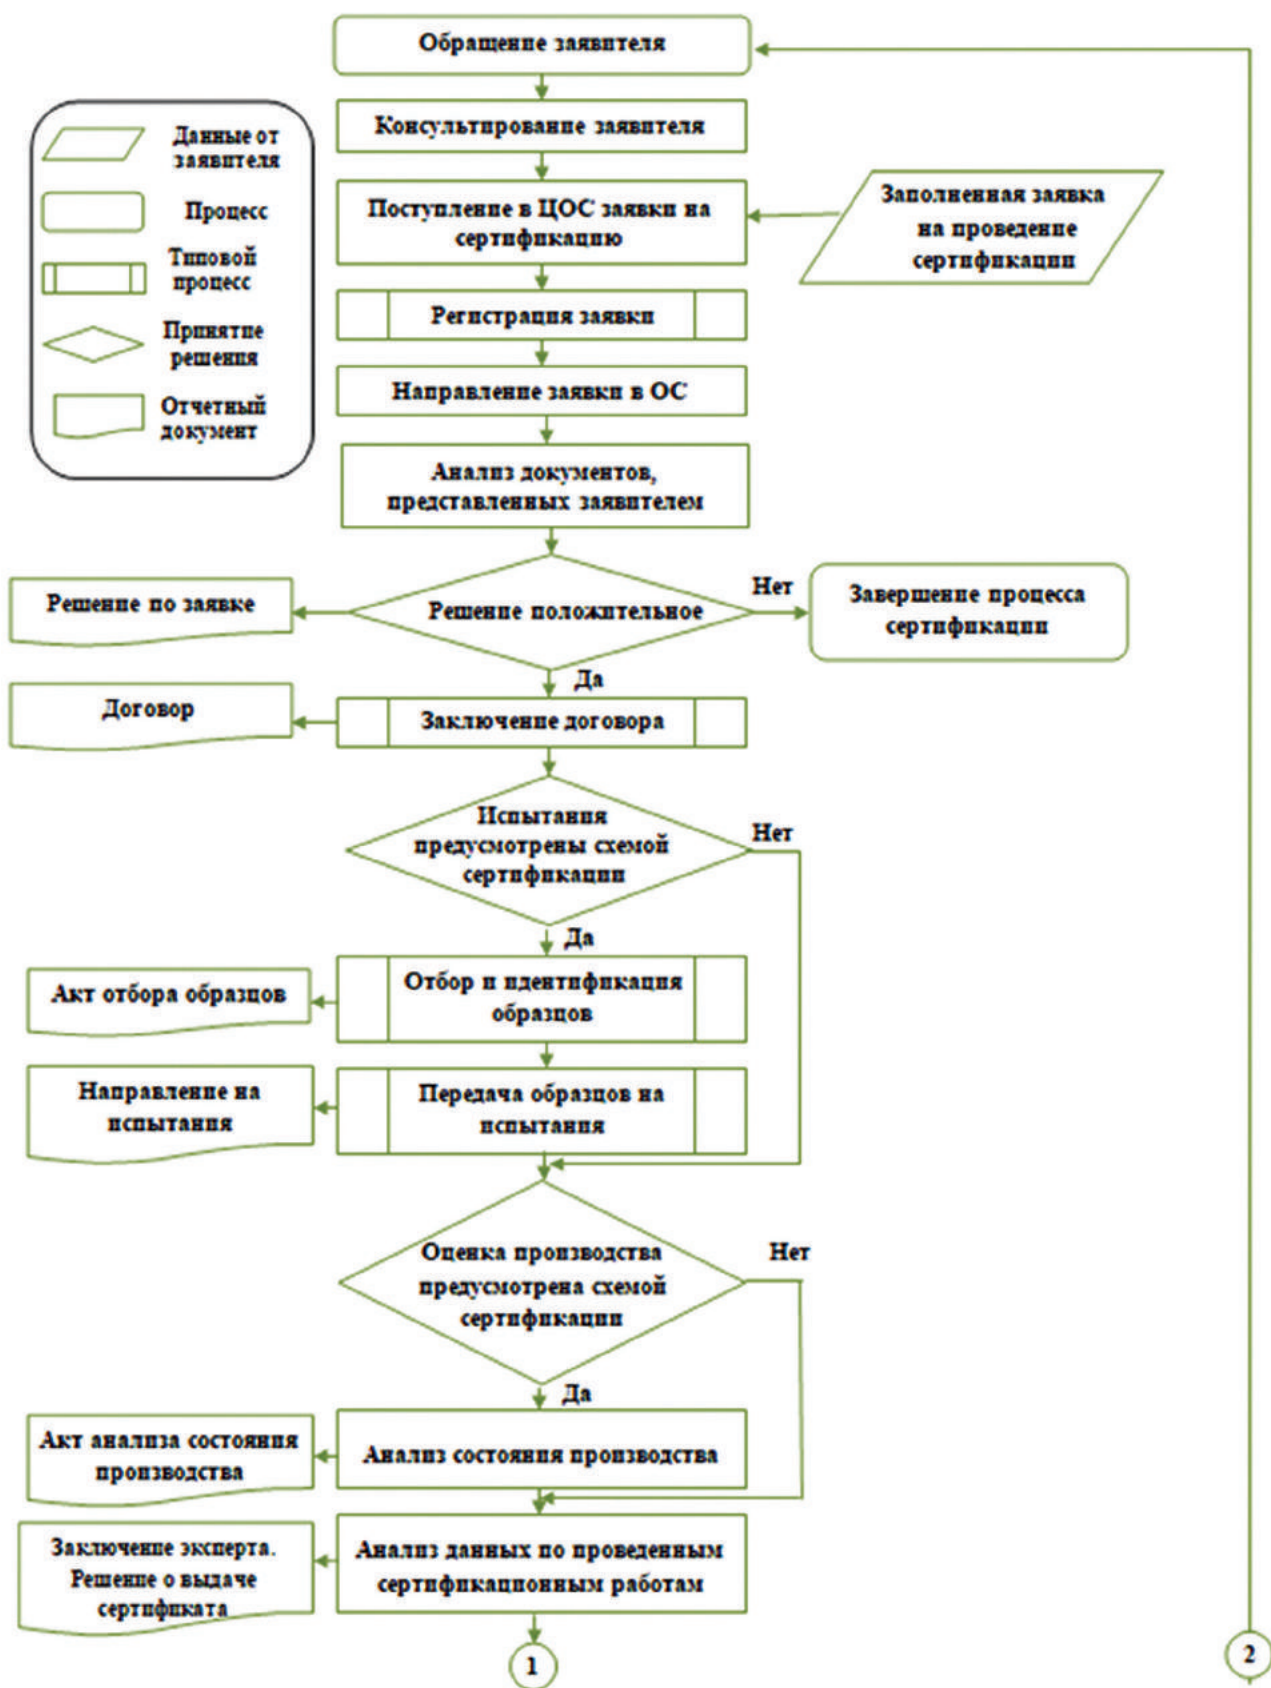 Обращение заявителя
Консультирование заявителя
Данные от
заявителя
Процесс
Типовой
процесс
Принятие
решения
Отчетный
документ
Поступление в ЦОС заявки на
сертификацию
Заполненная заявка
на проведение
сертификации
Регистрация заявки
Направление заявки в ОС
Анализ документов,
представленных заявителем
Решение по заявке
Решение положительное
Нет
Завершение процесса
сертификации
Да
Договор
Заключение договора
Испытания
предусмотрены схемой
сертификации
Нет
Да
Акт отбора образцов
Отбор и идентификация
образцов
Направление на
испытания
Передача образцов на
испытания
Оценка производства
предусмотрена схемой
сертификации
Нет
Да
Акт анализа состояния
производства
Анализ состояния производства
Заключение эксперта.
Решение о выдаче
сертификата
Анализ данных по проведенным
сертификационным работам
1
2